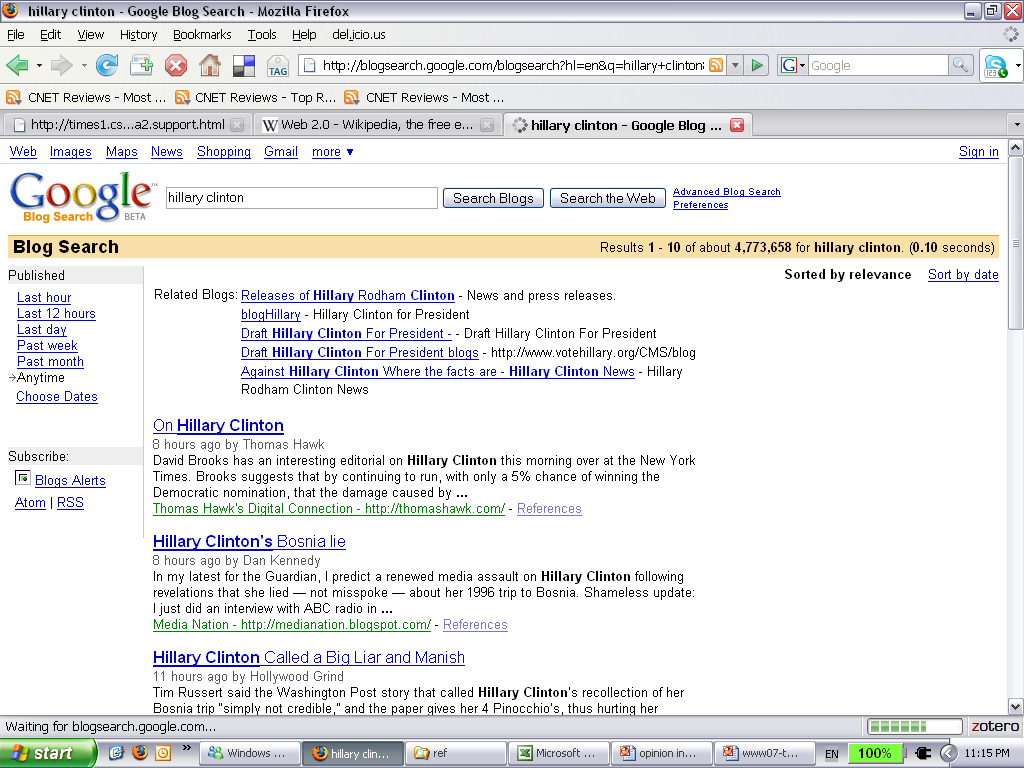 hillary clinton - Google Blog Search - Mozilla Firefox
File Edit View History Bookmarks Tools Help del.icio.us
TAG http://blogsearch.google.com/blogsearch?hl=en&q=hillary+clinton& G Google 123
CNET Reviews - Most ... CNET Reviews - Top R... CNET Reviews - Most ...
http://times1.cs...a2.support.html W Web 2.0 - Wikipedia, the free e... hillary clinton - Google Blog ...
Web Images Maps News Shopping Gmail more ▼ Sign in
Google™ hillary clinton Search Blogs Search the Web Advanced Blog Search
Blog Search BETA Preferences
Blog Search Results 1 - 10 of about 4,773,658 for hillary clinton. (0.10 seconds)
Published Sorted by relevance Sort by date
Last hour
Last 12 hours
Last day
Past week
Past month
→Anytime
Choose Dates
Subscribe:
Blogs Alerts
Atom | RSS
Related Blogs: Releases of Hillary Rodham Clinton - News and press releases.
blogHillary - Hillary Clinton for President
Draft Hillary Clinton For President - - Draft Hillary Clinton For President
Draft Hillary Clinton For President blogs - http://www.votehillary.org/CMS/blog
Against Hillary Clinton Where the facts are - Hillary Clinton News - Hillary
Rodham Clinton News
On Hillary Clinton
8 hours ago by Thomas Hawk
David Brooks has an interesting editorial on Hillary Clinton this morning over at the New York
Times. Brooks suggests that by continuing to run, with only a 5% chance of winning the
Democratic nomination, that the damage caused by ...
Thomas Hawk's Digital Connection - http://thomashawk.com/ - References
Hillary Clinton's Bosnia lie
8 hours ago by Dan Kennedy
In my latest for the Guardian, I predict a renewed media assault on Hillary Clinton following
revelations that she lied — not misspoke — about her 1996 trip to Bosnia. Shameless update:
I just did an interview with ABC radio in ...
Media Nation - http://medianation.blogspot.com/ - References
Hillary Clinton Called a Big Liar and Manish
11 hours ago by Hollywood Grind
Tim Russert said the Washington Post story that called Hillary Clinton's recollection of her
Bosnia trip "simply not credible," and the paper gives her 4 Pinocchio's, thus hurting her
Waiting for blogsearch.google.com... zotero
start » Windows ... hillary clin... ref Microsoft ... opinion in... www07-t... EN 100% 11:15 PM